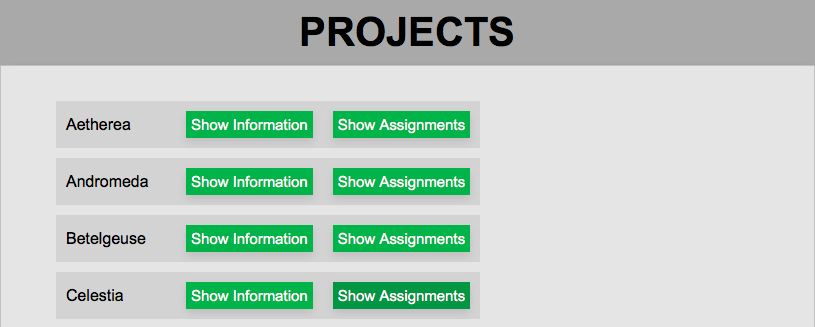 PROJECTS
Aetherea Show Information Show Assignments
Andromeda Show Information Show Assignments
Betelgeuse Show Information Show Assignments
Celestia Show Information Show Assignments